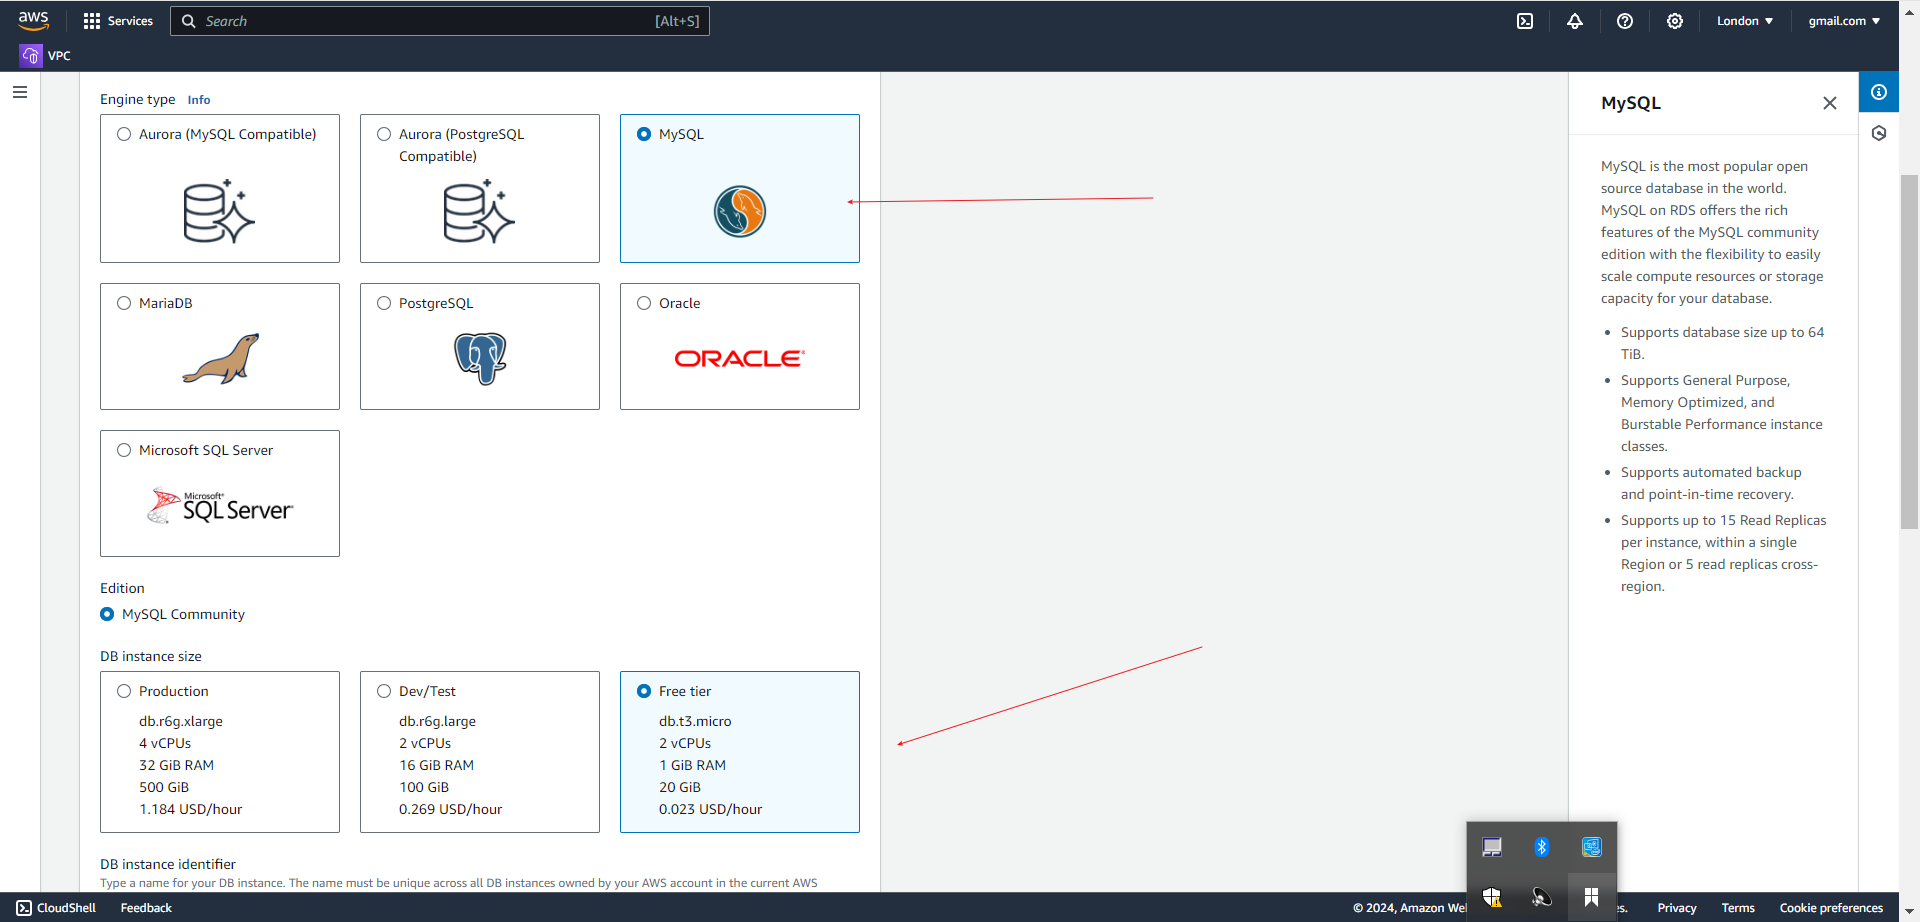 aws
Services
Search [Alt+S]
London
gmail.com
VPC
Engine type Info
Aurora (MySQL Compatible)
Aurora (PostgreSQL
Compatible)
MySQL
MariaDB
PostgreSQL
Oracle
ORACLE
Microsoft SQL Server
Microsoft
SQL Server
Edition
MySQL Community
DB instance size
Production
db.r6g.xlarge
4 vCPUs
32 GiB RAM
500 GiB
1.184 USD/hour
Dev/Test
db.r6g.large
2 vCPUs
16 GiB RAM
100 GiB
0.269 USD/hour
Free tier
db.t3.micro
2 vCPUs
1 GiB RAM
20 GiB
0.023 USD/hour
DB instance identifier
Type a name for your DB instance. The name must be unique across all DB instances owned by your AWS account in the current AWS
MySQL
MySQL is the most popular open
source database in the world.
MySQL on RDS offers the rich
features of the MySQL community
edition with the flexibility to easily
scale compute resources or storage
capacity for your database.
Supports database size up to 64
TiB.
Supports General Purpose,
Memory Optimized, and
Burstable Performance instance
classes.
Supports automated backup
and point-in-time recovery.
Supports up to 15 Read Replicas
per instance, within a single
Region or 5 read replicas cross-
region.
CloudShell
Feedback
© 2024, Amazon We
s.
Privacy
Terms
Cookie preferences